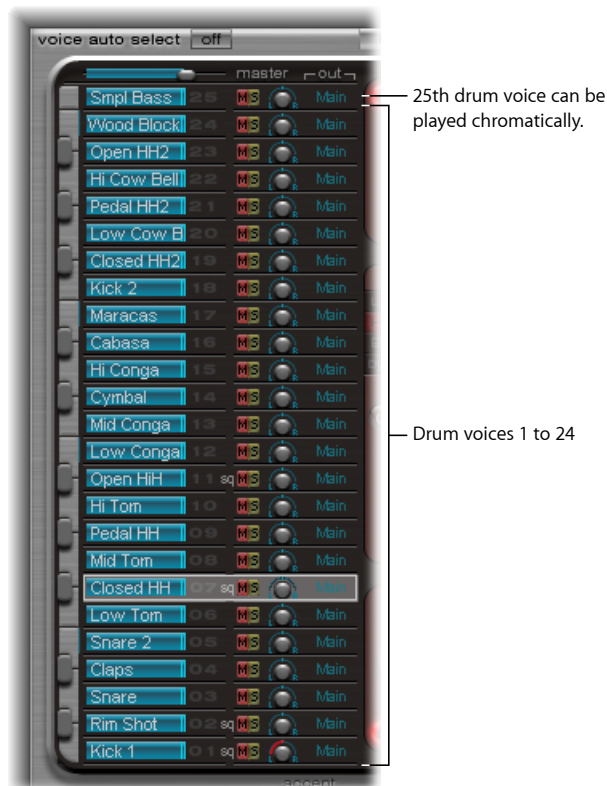 voice auto select off
master out
Smpl Bass 25 M S Main
25th drum voice can be
played chromatically.
Wood Block 24 M S Main
Open HH2 23 M S Main
Hi Cow Bell 22 M S Main
Pedal HH2 21 M S Main
Low Cow B 20 M S Main
Closed HH2 19 M S Main
Kick 2 18 M S Main
Maracas 17 M S Main
Cabasa 16 M S Main
Hi Conga 15 M S Main
Cymbal 14 M S Main
Mid Conga 13 M S Main
Drum voices 1 to 24
Low Conga 12 M S Main
Open HiH 11 sq M S Main
Hi Tom 10 M S Main
Pedal HH 09 M S Main
Mid Tom 08 M S Main
Closed HH 07 sq M S Main
Low Tom 06 M S Main
Snare 2 05 M S Main
Claps 04 M S Main
Snare 03 M S Main
Rim Shot 02 sq M S Main
Kick 1 01 sq M S Main
accent